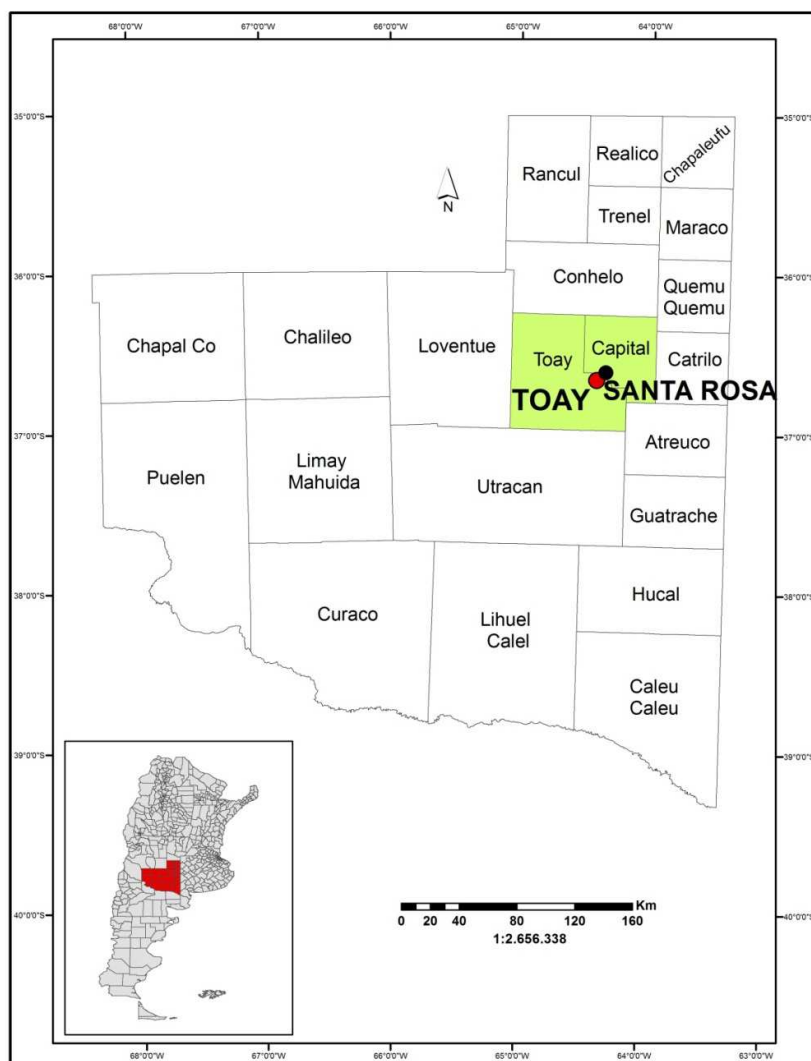 68°0'0"W 67°0'0"W 66°0'0"W 65°0'0"W 64°0'0"W 63°0'0"W
35°0'0"S 35°0'0"S
Realico
Chapaleufu
Rancul
N
Trenel
Maraco
36°0'0"S 36°0'0"S
Conhelo
Quemu
Quemu
Chapal Co
Chalileo
Loventue
Toay
Capital
Catrilo
TOAY
SANTA ROSA
37°0'0"S 37°0'0"S
Atreuco
Puelen
Limay
Mahuida
Utracan
Guatrache
38°0'0"S 38°0'0"S
Curaco
Lihuel
Calel
Hucal
Caleu
Caleu
39°0'0"S 39°0'0"S
Km
0 20 40 80 120 160
1:2.656.338
40°0'0"S 40°0'0"S
68°0'0"W 67°0'0"W 66°0'0"W 65°0'0"W 64°0'0"W 63°0'0"W